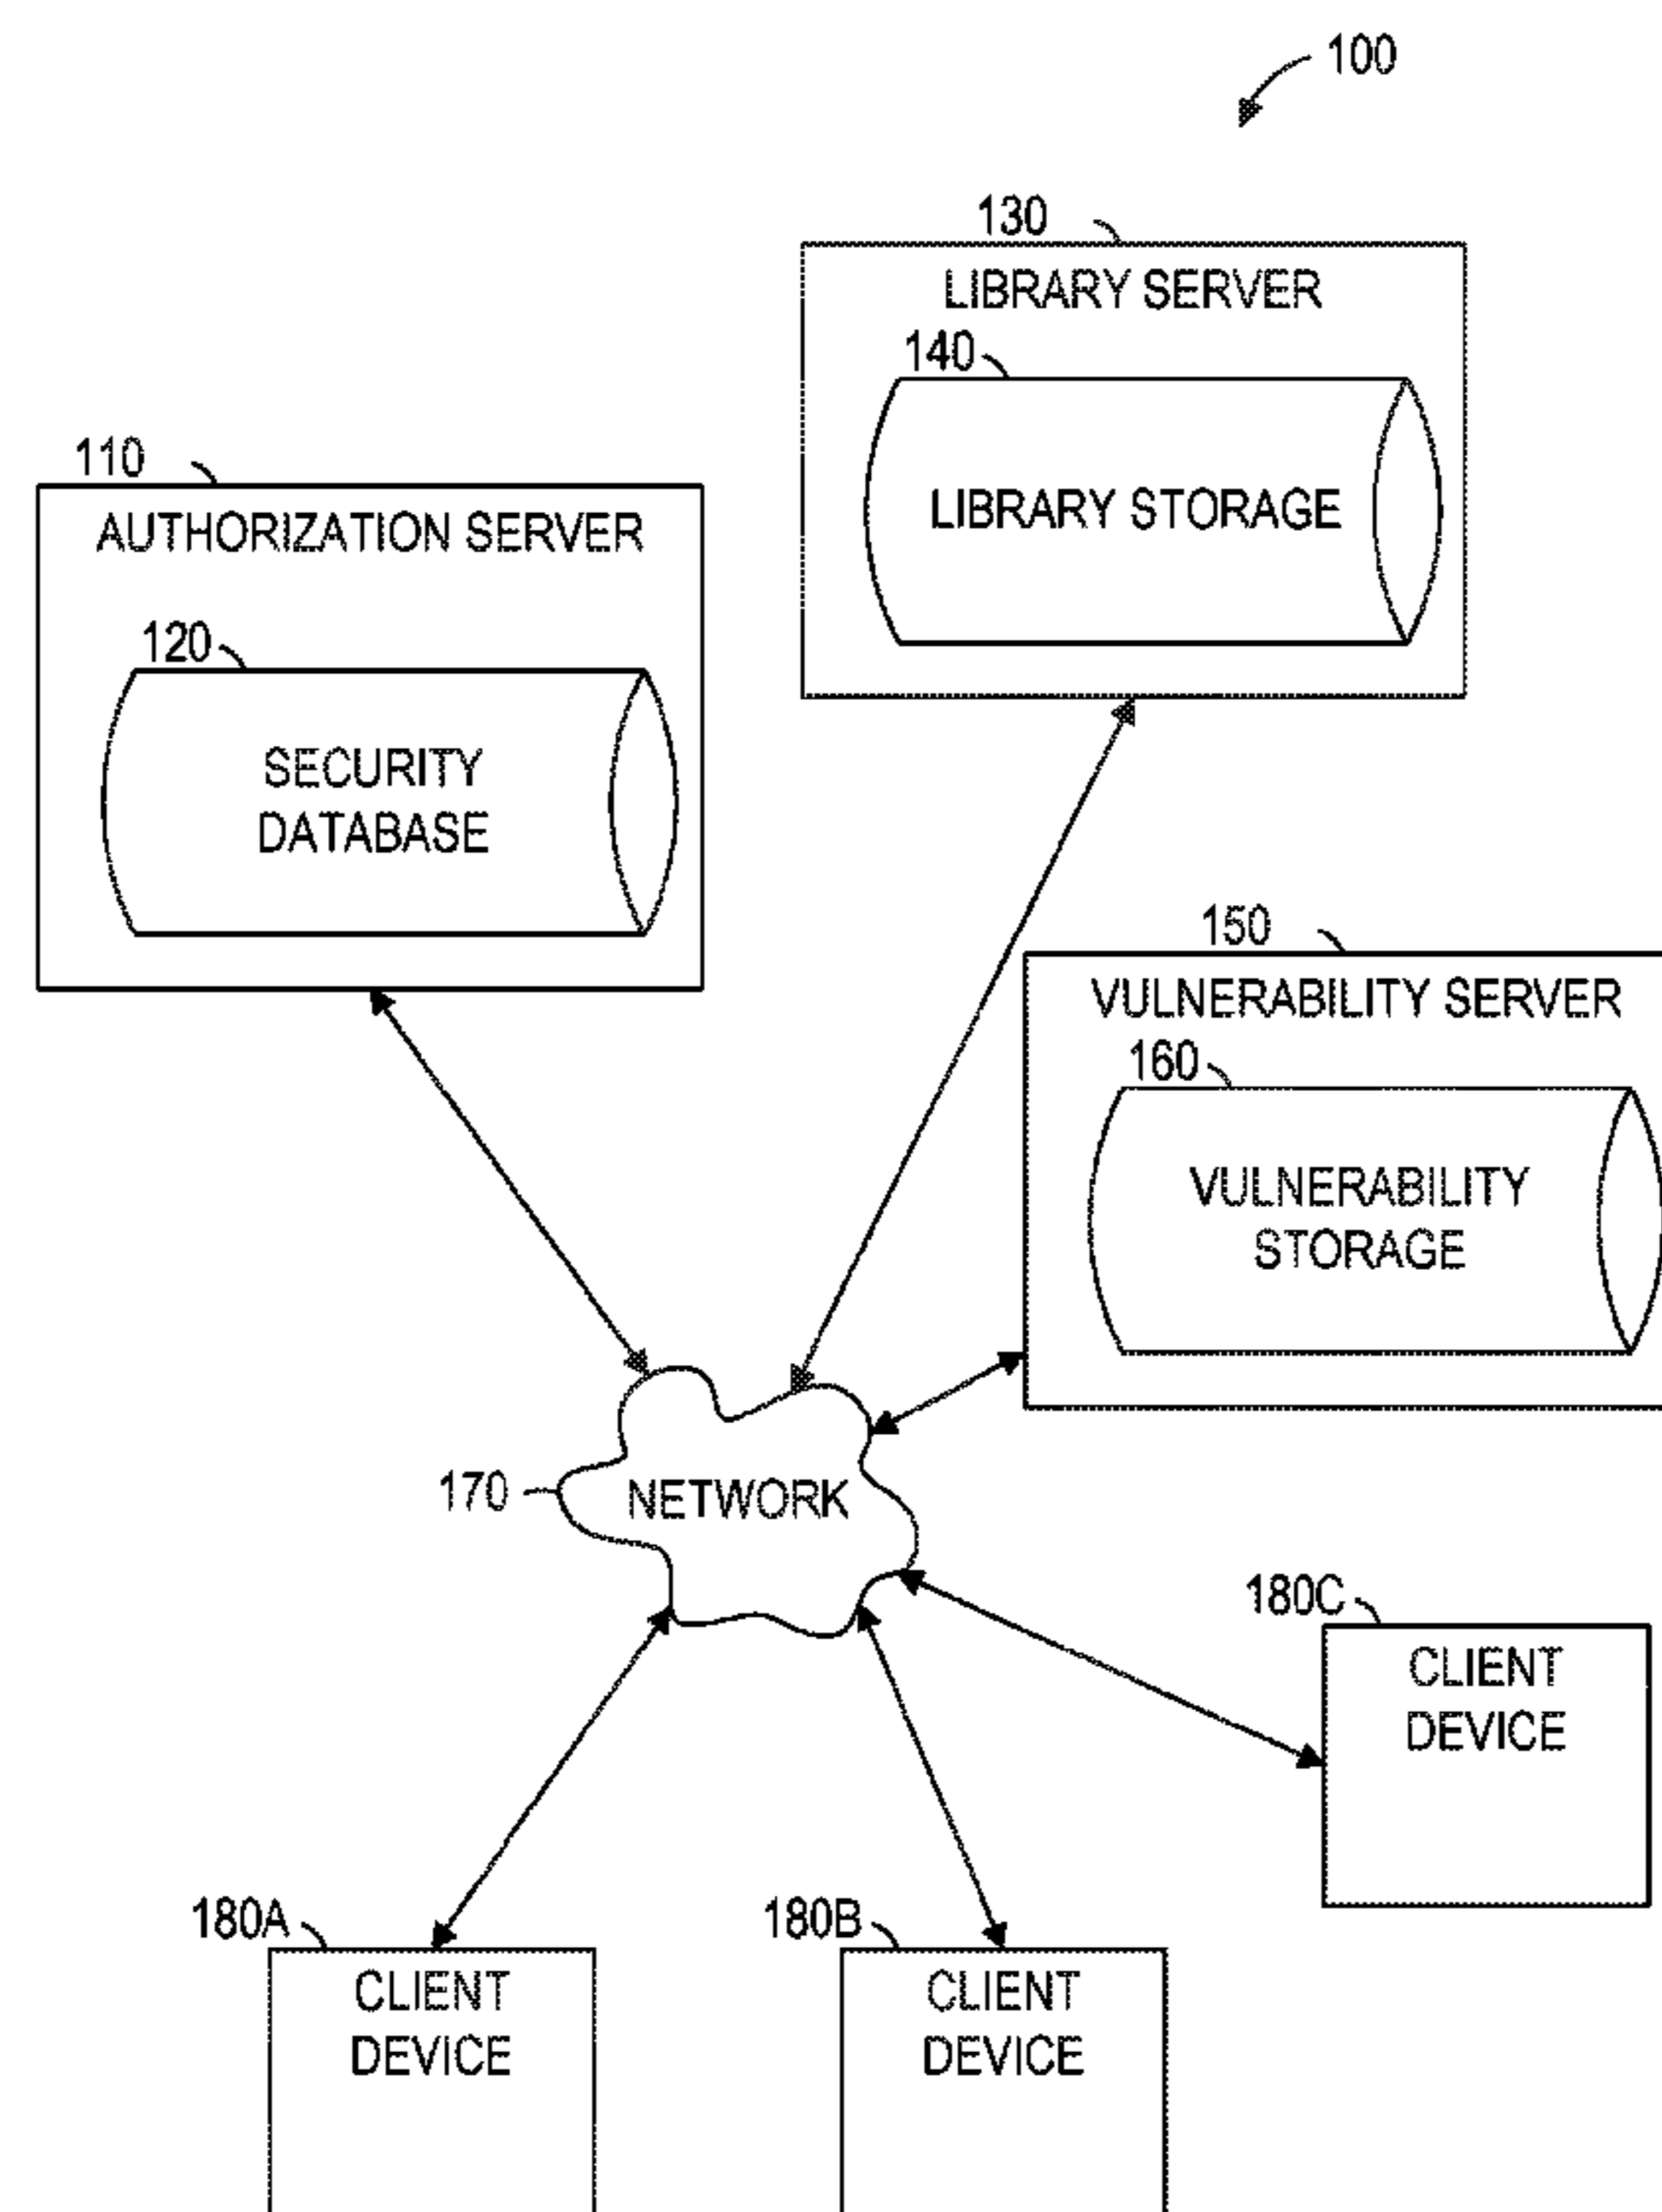 100
130
LIBRARY SERVER
140
LIBRARY STORAGE
110
AUTHORIZATION SERVER
120
SECURITY
DATABASE
150
VULNERABILITY SERVER
160
VULNERABILITY
STORAGE
170
NETWORK
180C
CLIENT
DEVICE
180A
CLIENT
DEVICE
180B
CLIENT
DEVICE